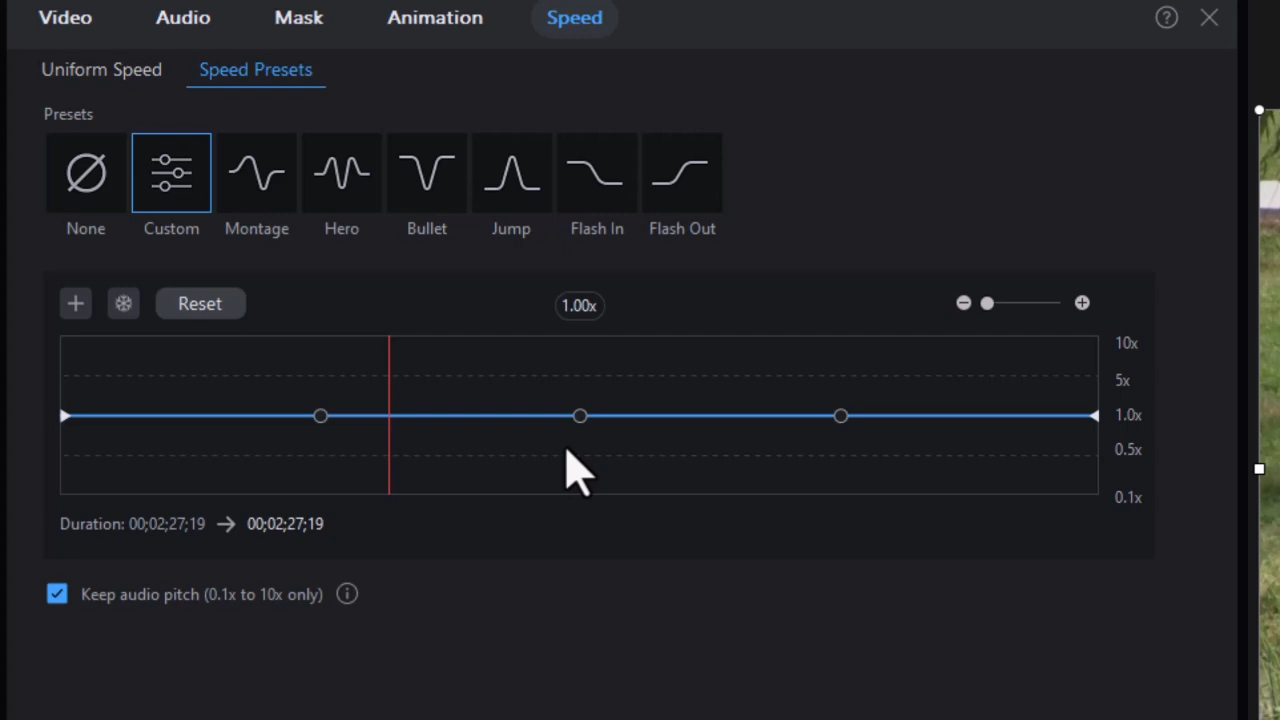 Video Audio Mask Animation Speed
Uniform Speed Speed Presets
Presets
None Custom Montage Hero Bullet Jump Flash In Flash Out
Reset 1.00x
10x
5x
1.0x
0.5x
0.1x
Duration: 00;02;27;19 → 00;02;27;19
Keep audio pitch (0.1x to 10x only)